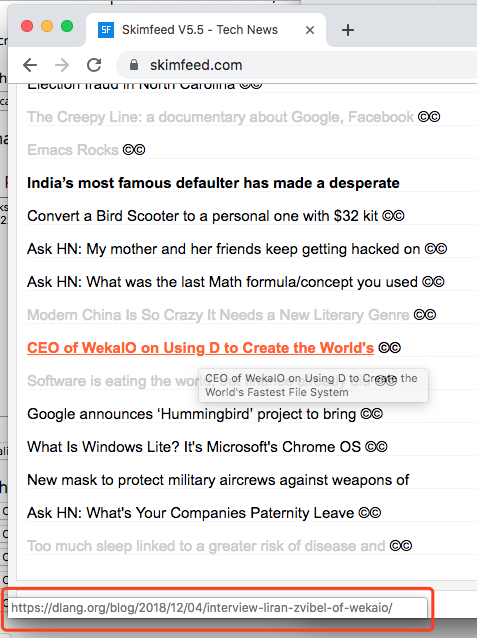 Skimfeed V5.5 - Tech News
skimfeed.com
Election fraud in North Carolina ©©
The Creepy Line: a documentary about Google, Facebook ©©
Emacs Rocks ©©
India’s most famous defaulter has made a desperate
Convert a Bird Scooter to a personal one with $32 kit ©©
Ask HN: My mother and her friends keep getting hacked on ©©
Ask HN: What was the last Math formula/concept you used ©©
Modern China Is So Crazy It Needs a New Literary Genre ©©
CEO of WekaIO on Using D to Create the World's ©©
CEO of WekaIO on Using D to Create the
World's Fastest File System
Software is eating the world
Google announces ‘Hummingbird’ project to bring ©©
What Is Windows Lite? It's Microsoft's Chrome OS ©©
New mask to protect military aircrews against weapons of
Ask HN: What's Your Companies Paternity Leave ©©
Too much sleep linked to a greater risk of disease and ©©
https://dlang.org/blog/2018/12/04/interview-liran-zvibel-of-wekaio/